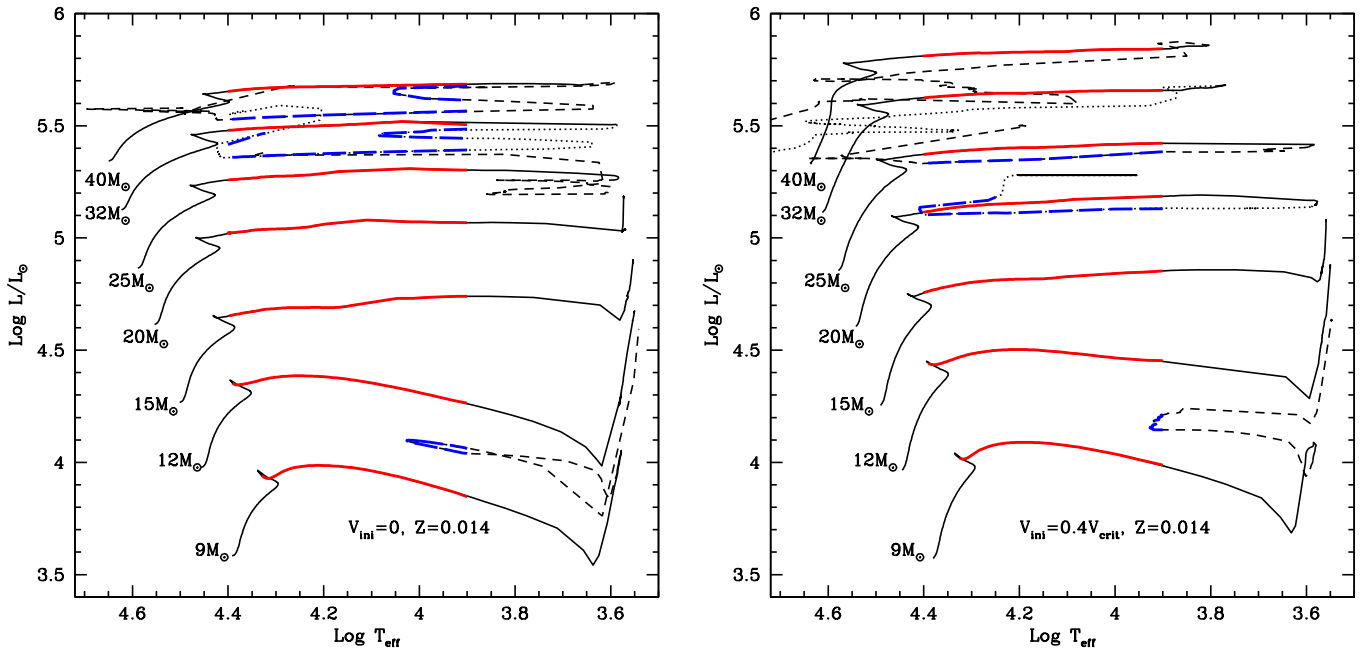 6
5.5
5
4.5
4
3.5
Log L/L⊙
40M⊙
32M⊙
25M⊙
20M⊙
15M⊙
12M⊙
9M⊙
V_ini=0, Z=0.014
4.6 4.4 4.2 4 3.8 3.6
Log T_eff
6
5.5
5
4.5
4
3.5
Log L/L⊙
40M⊙
32M⊙
25M⊙
20M⊙
15M⊙
12M⊙
9M⊙
V_ini=0.4V_crit, Z=0.014
4.6 4.4 4.2 4 3.8 3.6
Log T_eff